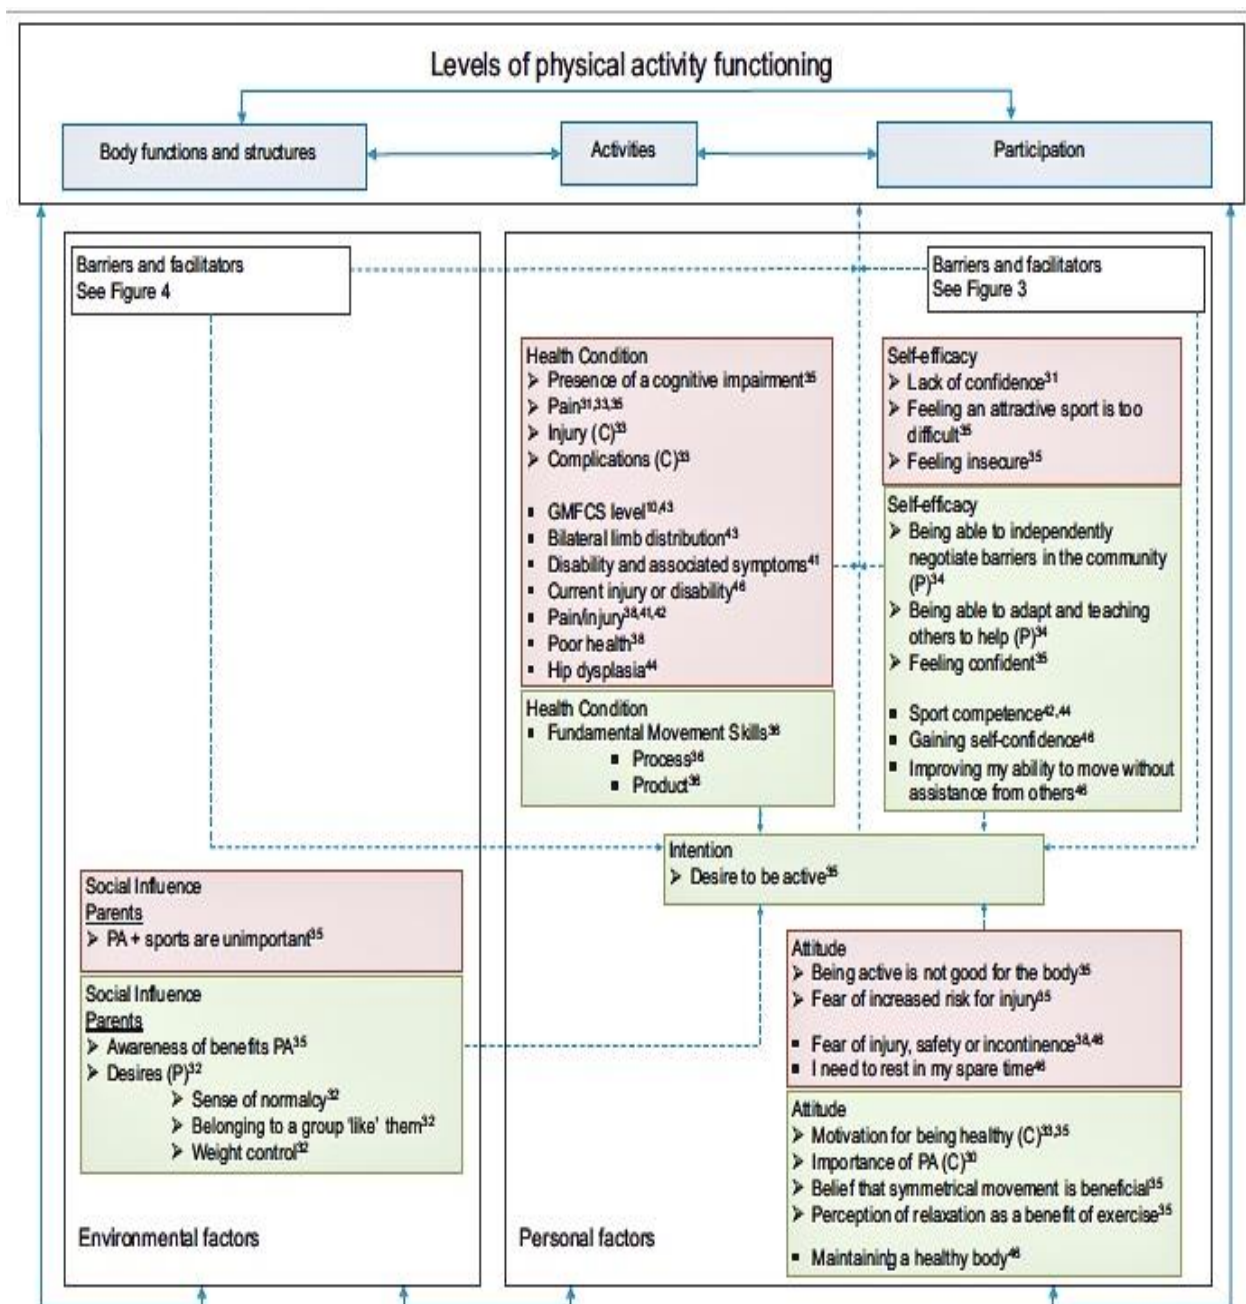 Levels of physical activity functioning
Body functions and structures
Activities
Participation
Barriers and facilitators
See Figure 4
Barriers and facilitators
See Figure 3
Health Condition
➢ Presence of a cognitive impairment³⁵
➢ Pain³¹,³³,³⁵
➢ Injury (C)³³
➢ Complications (C)³³
▪ GMFCS level¹⁰,⁴³
▪ Bilateral limb distribution⁴³
▪ Disability and associated symptoms⁴¹
▪ Current injury or disability⁴⁶
▪ Pain/injury³⁸,⁴¹,⁴²
▪ Poor health³⁸
▪ Hip dysplasia⁴⁴
Health Condition
▪ Fundamental Movement Skills³⁶
▪ Process³⁶
▪ Product³⁶
Self-efficacy
➢ Lack of confidence³¹
➢ Feeling an attractive sport is too
difficult³⁵
➢ Feeling insecure³⁵
Self-efficacy
➢ Being able to independently
negotiate barriers in the community
(P)³⁴
➢ Being able to adapt and teaching
others to help (P)³⁴
➢ Feeling confident³⁵
▪ Sport competence⁴²,⁴⁴
▪ Gaining self-confidence⁴⁶
▪ Improving my ability to move without
assistance from others⁴⁶
Intention
➢ Desire to be active³⁵
Social Influence
Parents
➢ PA + sports are unimportant³⁵
Social Influence
Parents
➢ Awareness of benefits PA³⁵
➢ Desires (P)³²
➢ Sense of normalcy³²
➢ Belonging to a group ‘like’ them³²
➢ Weight control³²
Attitude
➢ Being active is not good for the body³⁵
➢ Fear of increased risk for injury³⁵
▪ Fear of injury, safety or incontinence³⁸,⁴⁶
▪ I need to rest in my spare time⁴⁶
Attitude
➢ Motivation for being healthy (C)³³,³⁵
➢ Importance of PA (C)³⁰
➢ Belief that symmetrical movement is beneficial³⁵
➢ Perception of relaxation as a benefit of exercise³⁵
▪ Maintaining a healthy body⁴⁶
Environmental factors
Personal factors